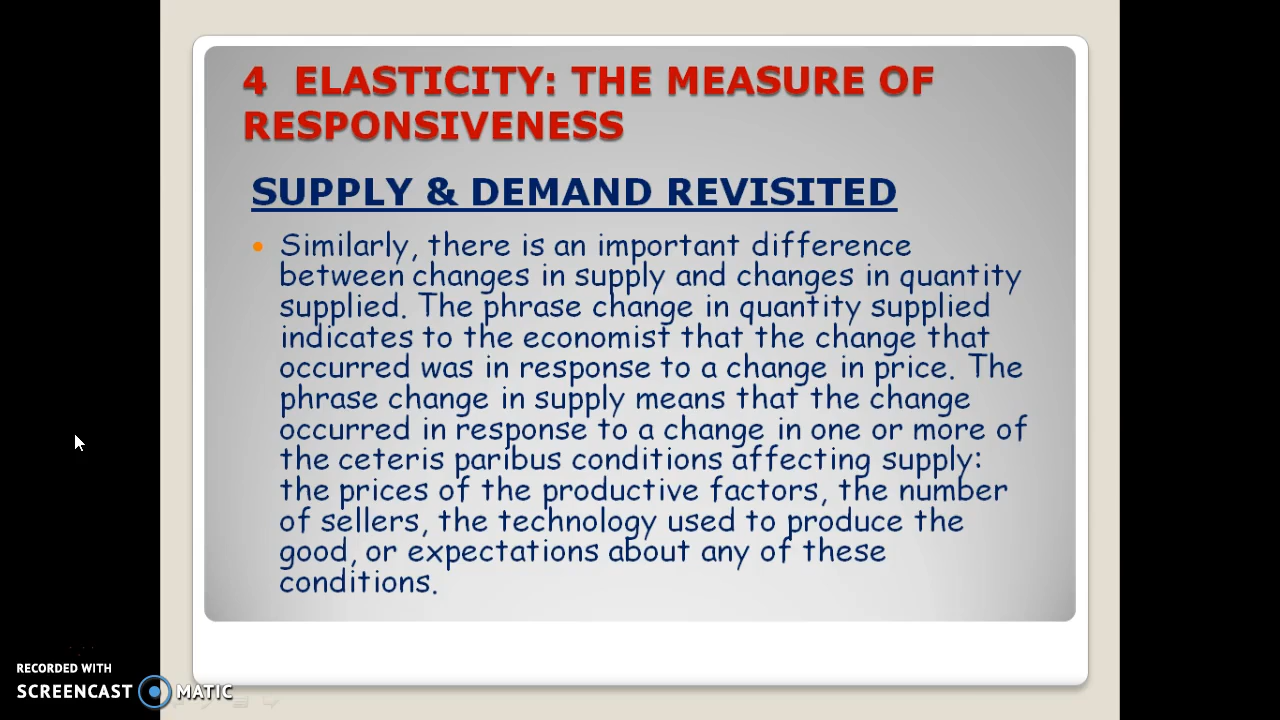 4 ELASTICITY: THE MEASURE OF
RESPONSIVENESS
SUPPLY & DEMAND REVISITED
• Similarly, there is an important difference
between changes in supply and changes in quantity
supplied. The phrase change in quantity supplied
indicates to the economist that the change that
occurred was in response to a change in price. The
phrase change in supply means that the change
occurred in response to a change in one or more of
the ceteris paribus conditions affecting supply:
the prices of the productive factors, the number
of sellers, the technology used to produce the
good, or expectations about any of these
conditions.
RECORDED WITH
SCREENCAST MATIC